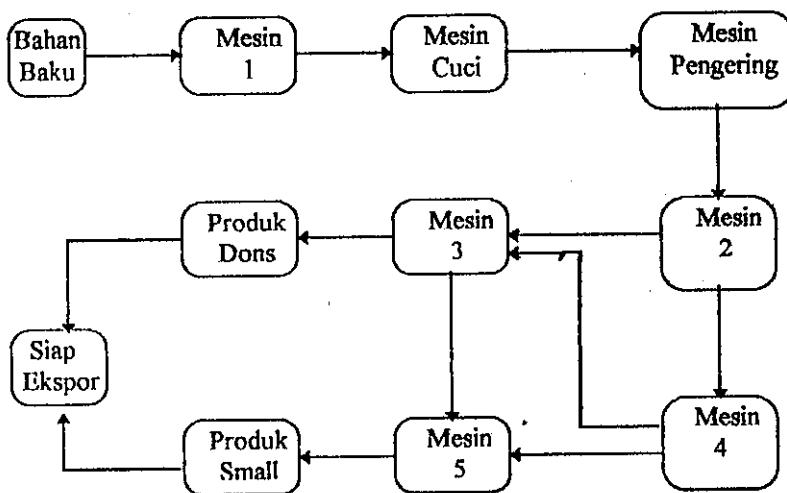 Bahan
Baku
Mesin
1
Mesin
Cuci
Mesin
Pengering
Produk
Dons
Mesin
3
Mesin
2
Siap
Ekspor
Produk
Small
Mesin
5
Mesin
4